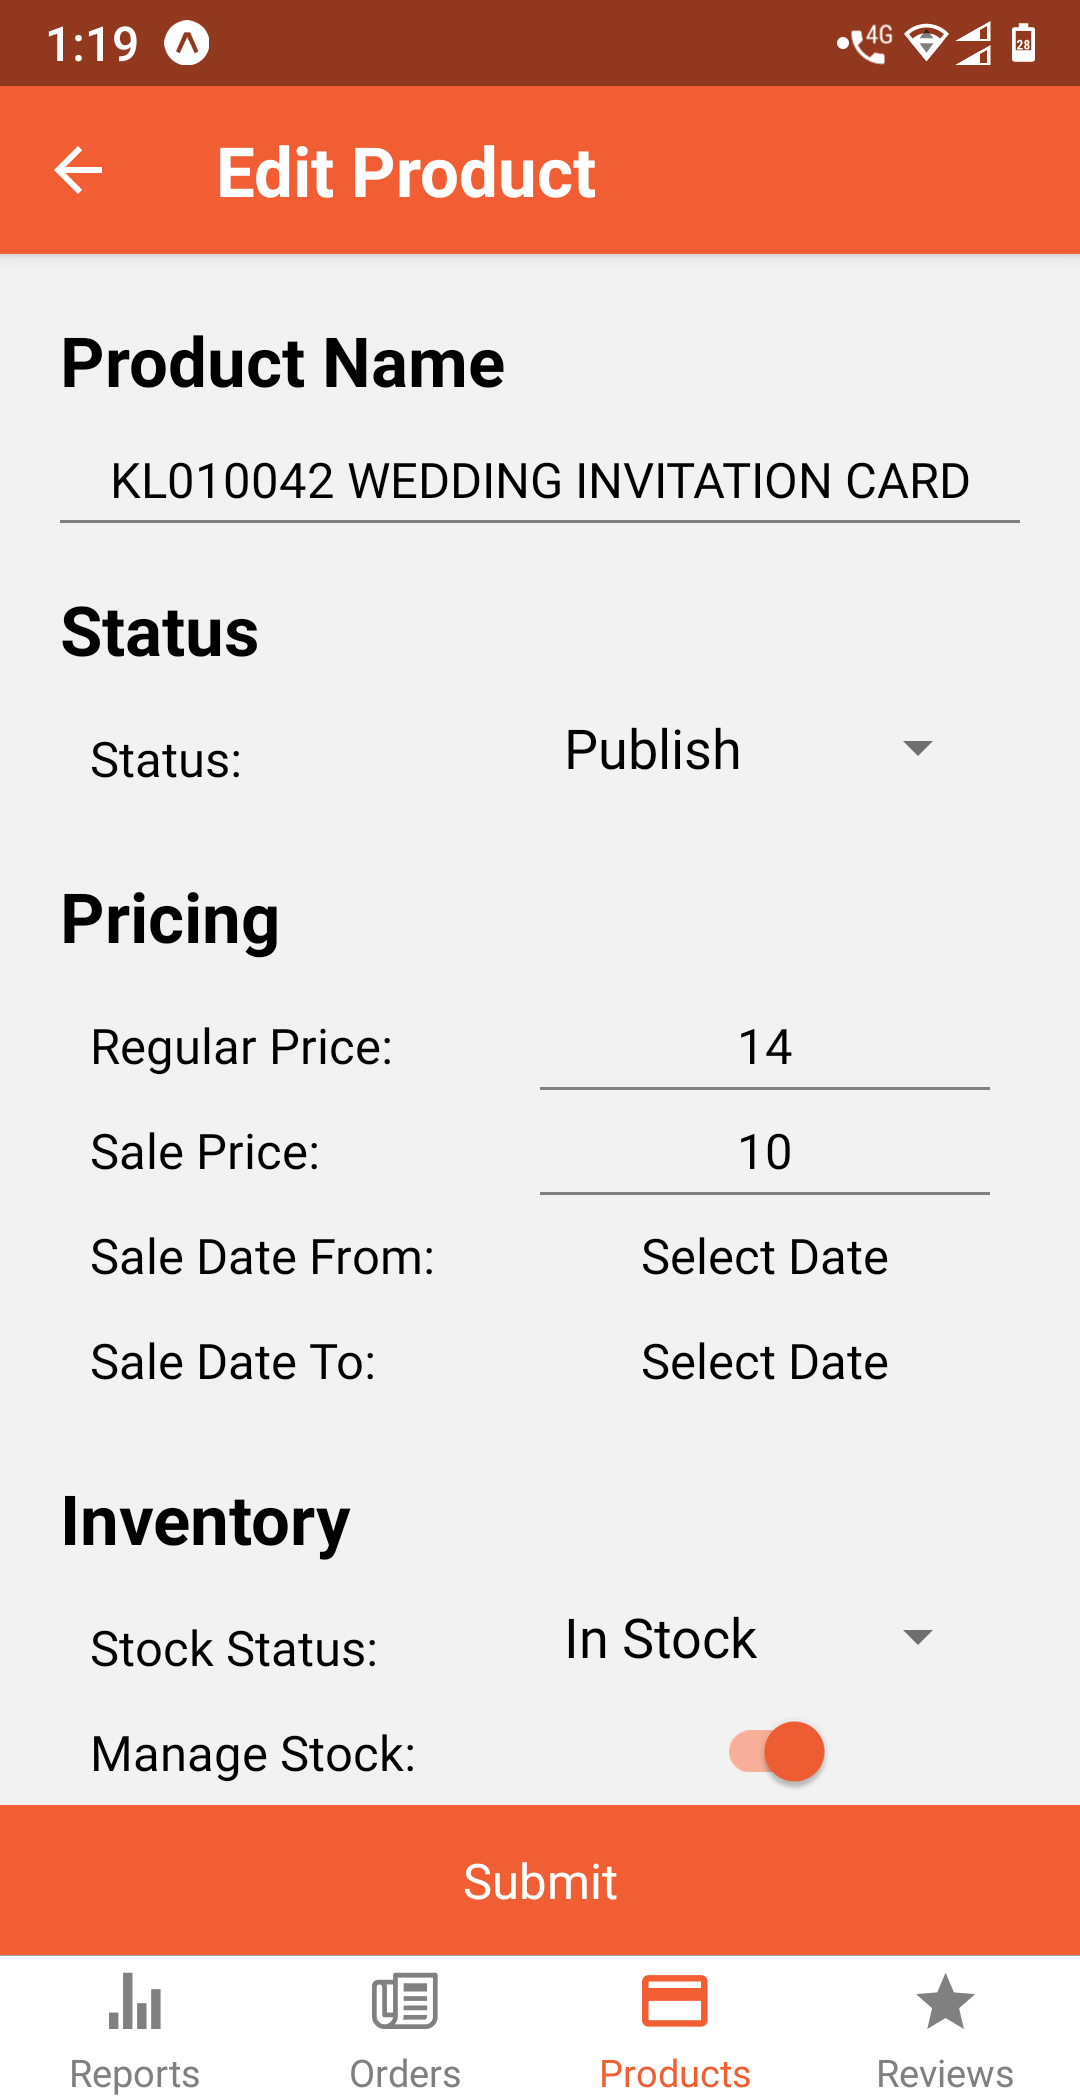 1:19
4G
28
Edit Product
Product Name
KL010042 WEDDING INVITATION CARD
Status
Status: Publish
Pricing
Regular Price: 14
Sale Price: 10
Sale Date From: Select Date
Sale Date To: Select Date
Inventory
Stock Status: In Stock
Manage Stock:
Submit
Reports Orders Products Reviews